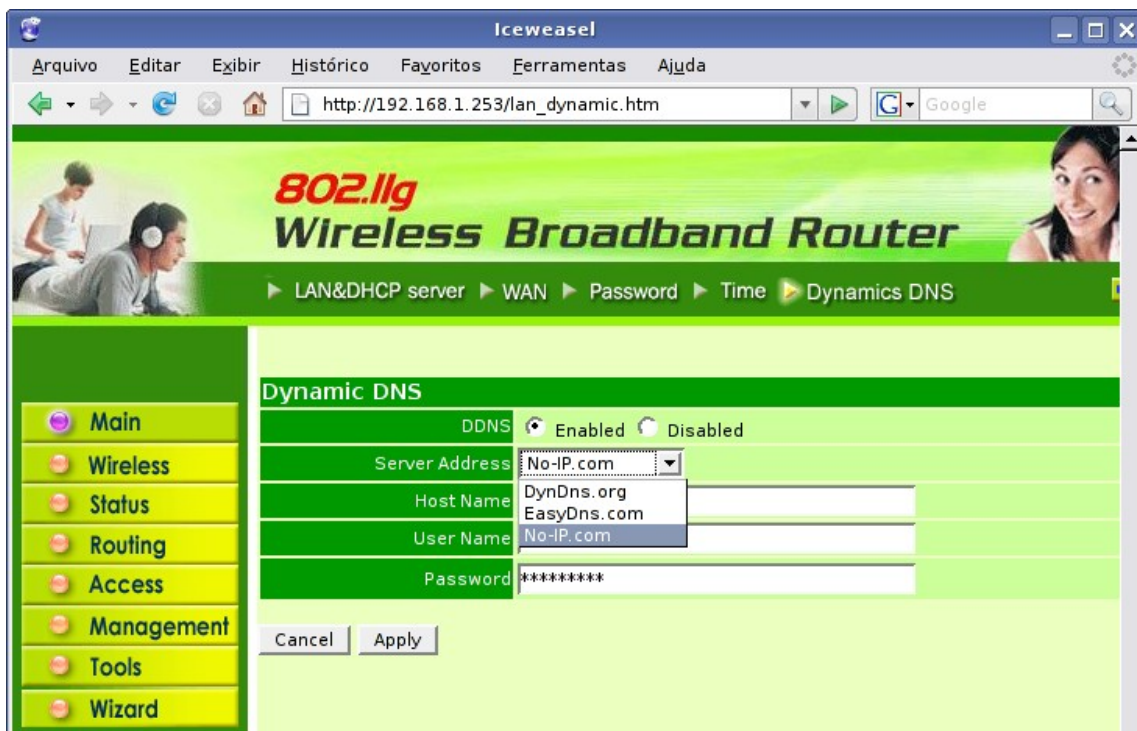 Iceweasel
Arquivo Editar Exibir Histórico Favoritos Ferramentas Ajuda
http://192.168.1.253/lan_dynamic.htm G Google
802.11g
Wireless Broadband Router
LAN&DHCP server WAN Password Time Dynamics DNS
Dynamic DNS
Main
DDNS Enabled Disabled
Wireless
Server Address No-IP.com
DynDns.org
Status
Host Name
EasyDns.com
Routing
User Name No-IP.com
Access
Password *********
Management
Cancel Apply
Tools
Wizard